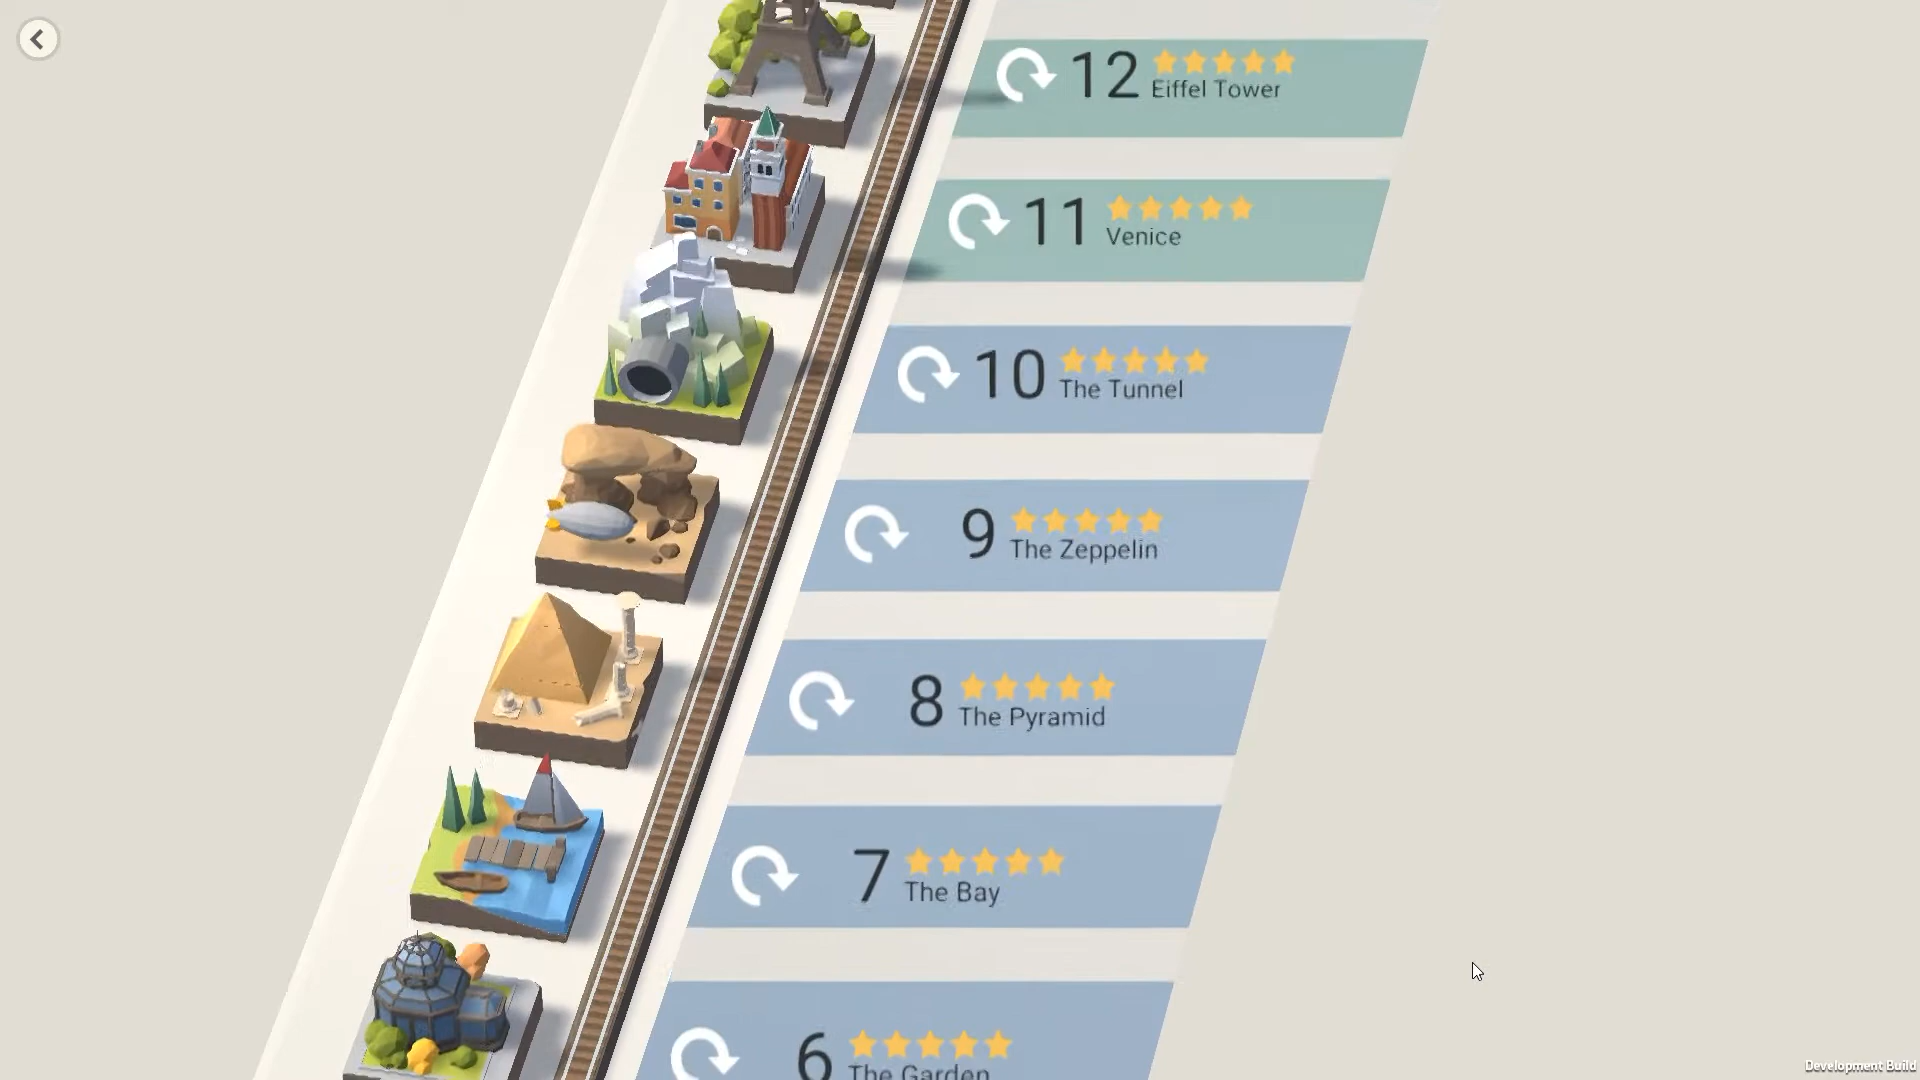 12
Eiffel Tower
11
Venice
10
The Tunnel
9
The Zeppelin
8
The Pyramid
7
The Bay
6
The Garden
Development Build